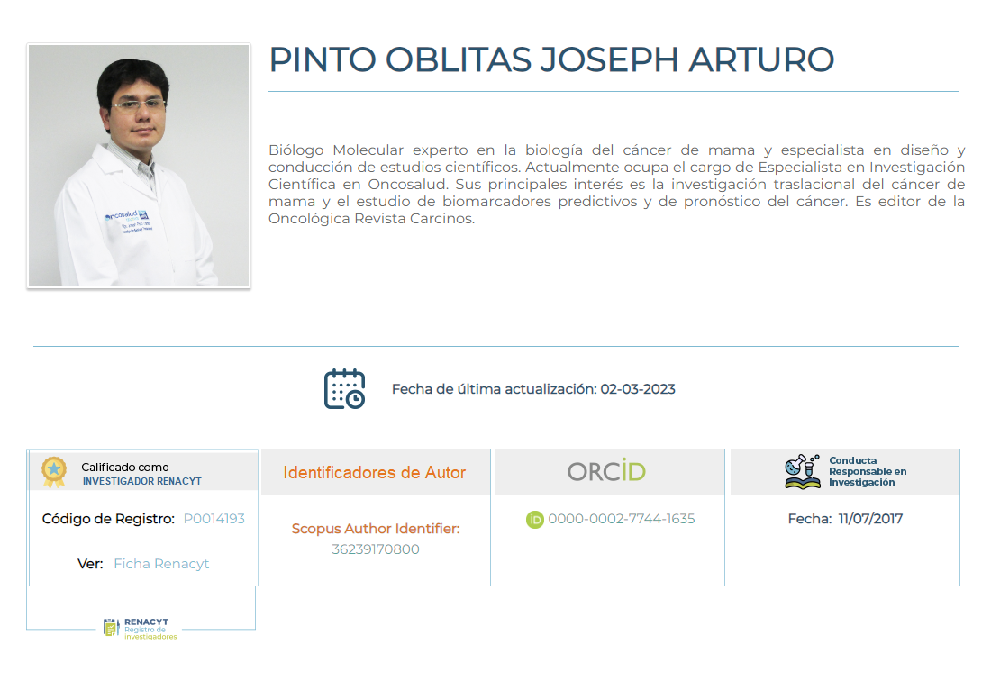 PINTO OBLITAS JOSEPH ARTURO
Biólogo Molecular experto en la biología del cáncer de mama y especialista en diseño y
conducción de estudios científicos. Actualmente ocupa el cargo de Especialista en Investigación
Científica en Oncosalud. Sus principales interés es la investigación traslacional del cáncer de
mama y el estudio de biomarcadores predictivos y de pronóstico del cáncer. Es editor de la
Oncológica Revista Carcinos.
oncosalud
Fecha de última actualización: 02-03-2023
Calificado como
INVESTIGADOR RENACYT
Código de Registro: P0014193
Ver: Ficha Renacyt
RENACYT
Registro de
Investigadores
Identificadores de Autor
Scopus Author Identifier:
36239170800
ORCID
iD 0000-0002-7744-1635
Conducta
Responsable en
Investigación
Fecha: 11/07/2017